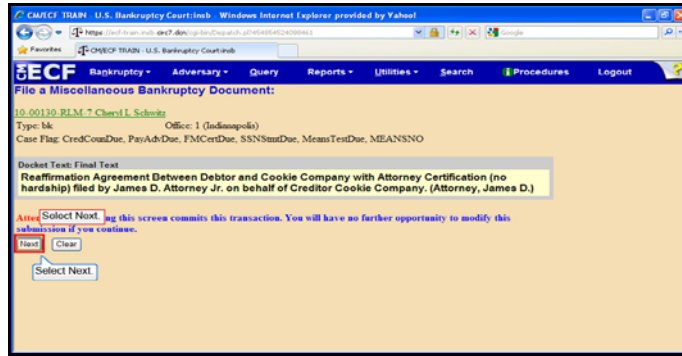 CM/ECF TRAIN - U.S. Bankruptcy Court:insb - Windows Internet Explorer provided by Yahoo!
Google
Favorites CM/ECF TRAIN - U.S. Bankruptcy Court:insb
ECF Bankruptcy Adversary Query Reports Utilities Search Procedures Logout ?
File a Miscellaneous Bankruptcy Document:
10-00130-RLM-7 Cheryl L Schwitz
Type: bk Office: 1 (Indianapolis)
Case Flag: CredCounDue, PayAdvDue, FMCertDue, SSNStmtDue, MeansTestDue, MEANSNO
Docket Text: Final Text
Reaffirmation Agreement Between Debtor and Cookie Company with Attorney Certification (no
hardship) filed by James D. Attorney Jr. on behalf of Creditor Cookie Company. (Attorney, James D.)
Atten Select Next. ng this screen commits this transaction. You will have no further opportunity to modify this
submission if you continue.
Next Clear
Select Next.